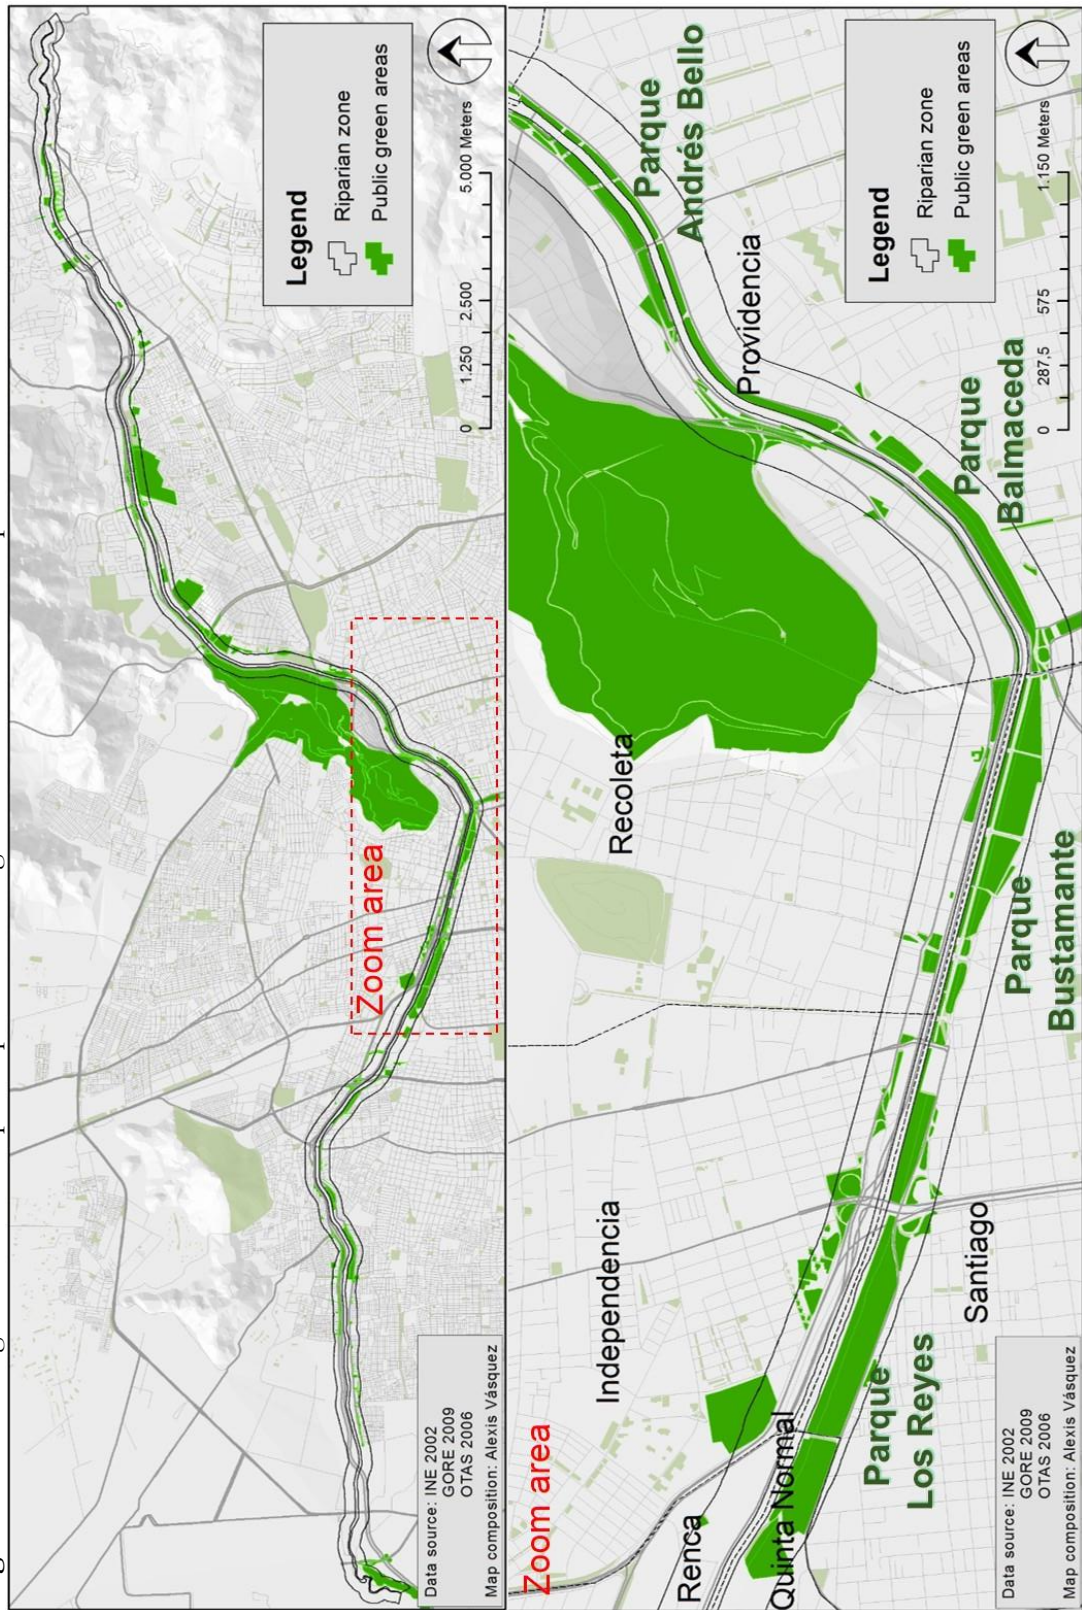 Zoom area
Legend
Riparian zone
Public green areas
0 1.250 2.500 5.000 Meters
Data source: INE 2002
GORE 2009
OTAS 2006
Map composition: Alexis Vásquez
Zoom area
Renca
Quinta Normal
Independencia
Recoleta
Santiago
Providencia
Parque
Los Reyes
Parque
Bustamante
Parque
Balmaceda
Parque
Andrés Bello
Legend
Riparian zone
Public green areas
0 287,5 575 1.150 Meters
Data source: INE 2002
GORE 2009
OTAS 2006
Map composition: Alexis Vásquez